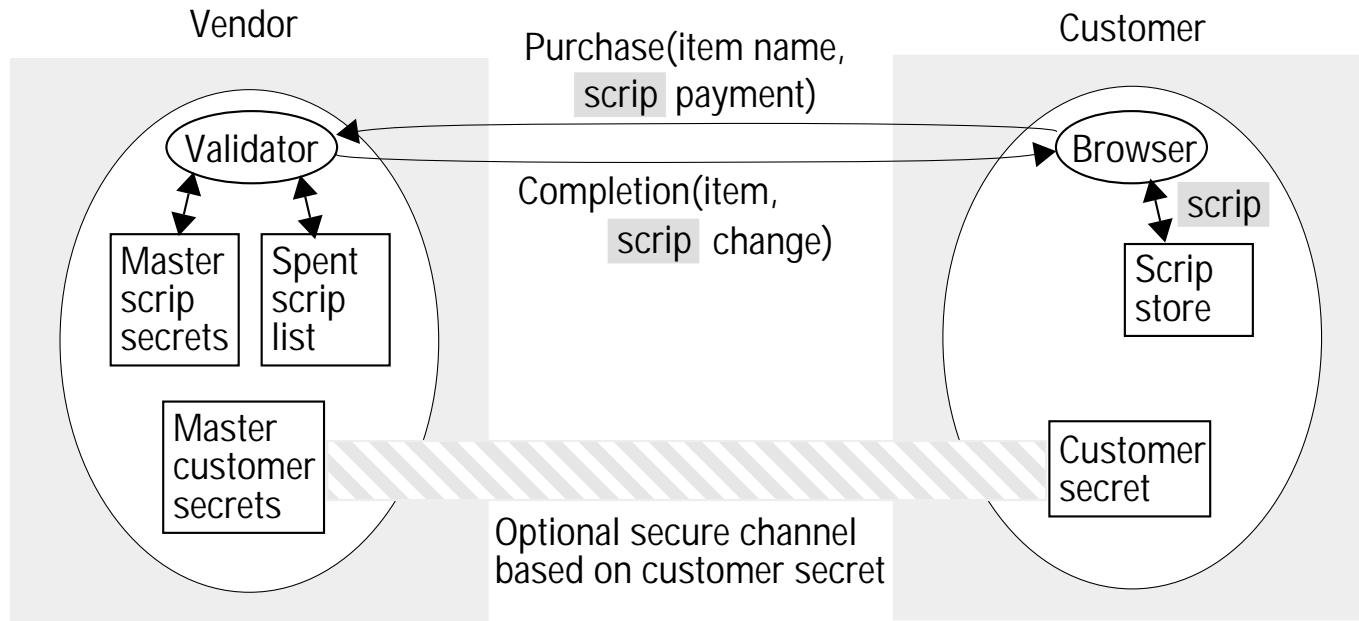 Vendor
Customer
Purchase(item name,
scrip payment)
Validator
Browser
Completion(item,
scrip change)
scrip
Master
scrip
secrets
Spent
scrip
list
Scrip
store
Master
customer
secrets
Customer
secret
Optional secure channel
based on customer secret